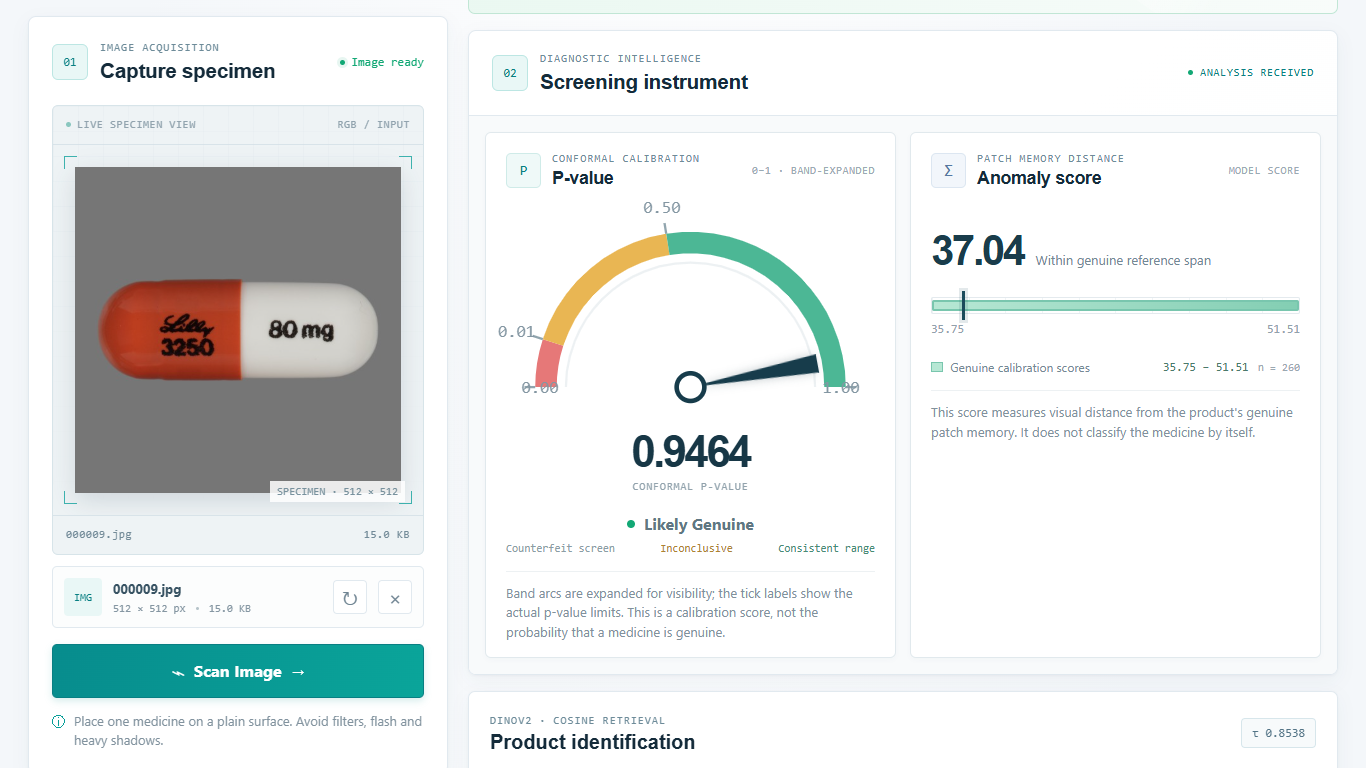 01
IMAGE ACQUISITION
Capture specimen
Image ready
LIVE SPECIMEN VIEW
RGB / INPUT
Lilly
3250
80 mg
SPECIMEN · 512 × 512
000009.jpg
15.0 KB
IMG
000009.jpg
512 × 512 px • 15.0 KB
↻
×
Scan Image →
Place one medicine on a plain surface. Avoid filters, flash and
heavy shadows.
02
DIAGNOSTIC INTELLIGENCE
Screening instrument
ANALYSIS RECEIVED
P
CONFORMAL CALIBRATION
P-value
0–1 · BAND-EXPANDED
0.50
0.01
0.00
1.00
0.9464
CONFORMAL P-VALUE
Likely Genuine
Counterfeit screen
Inconclusive
Consistent range
Band arcs are expanded for visibility; the tick labels show the
actual p-value limits. This is a calibration score, not the
probability that a medicine is genuine.
Σ
PATCH MEMORY DISTANCE
Anomaly score
MODEL SCORE
37.04 Within genuine reference span
35.75
51.51
Genuine calibration scores
35.75 – 51.51 n = 260
This score measures visual distance from the product's genuine
patch memory. It does not classify the medicine by itself.
DINOV2 · COSINE RETRIEVAL
Product identification
τ 0.8538